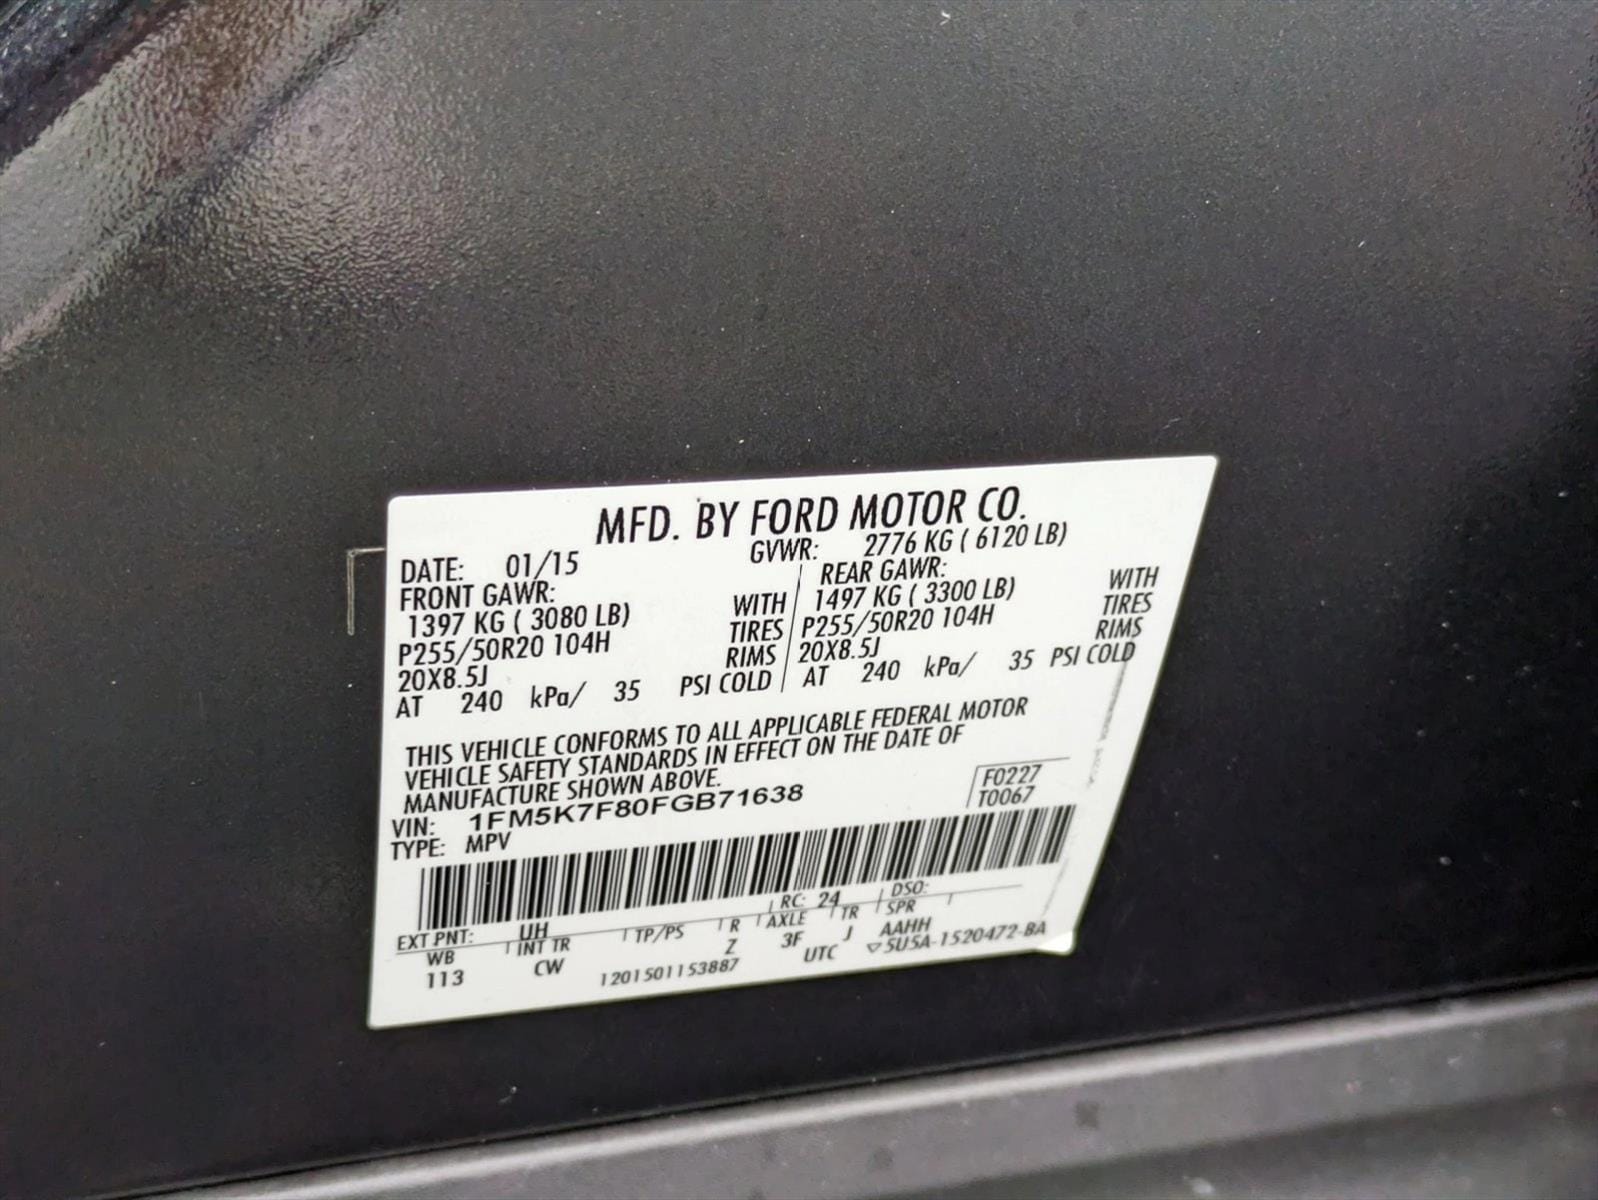 MFD. BY FORD MOTOR CO.
DATE: 01/15 GVWR: 2776 KG ( 6120 LB)
FRONT GAWR: REAR GAWR:
1397 KG ( 3080 LB) WITH 1497 KG ( 3300 LB) WITH
P255/50R20 104H TIRES P255/50R20 104H TIRES
20X8.5J RIMS 20X8.5J RIMS
AT 240 kPa/ 35 PSI COLD AT 240 kPa/ 35 PSI COLD
THIS VEHICLE CONFORMS TO ALL APPLICABLE FEDERAL MOTOR
VEHICLE SAFETY STANDARDS IN EFFECT ON THE DATE OF
MANUFACTURE SHOWN ABOVE.
VIN: 1FM5K7F80FGB71638 F0227
TYPE: MPV T0067
EXT PNT: UH RC: 24 DSO:
WB INT TR TP/PS R AXLE TR SPR
113 CW Z 3F J AAHH
1201501153887 UTC ▽5U5A-1520472-BA